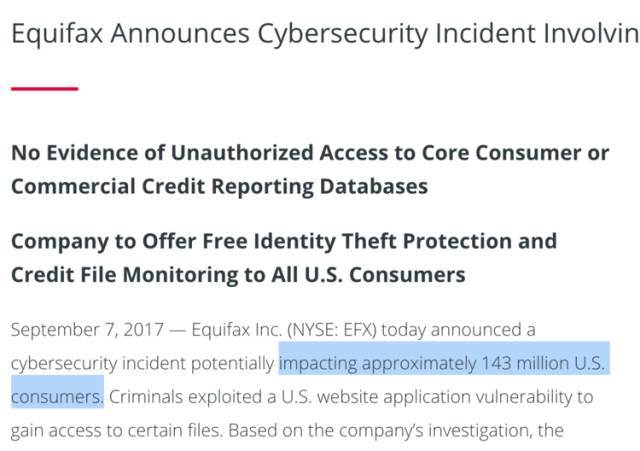 Equifax Announces Cybersecurity Incident Involvin
No Evidence of Unauthorized Access to Core Consumer or
Commercial Credit Reporting Databases
Company to Offer Free Identity Theft Protection and
Credit File Monitoring to All U.S. Consumers
September 7, 2017 — Equifax Inc. (NYSE: EFX) today announced a
cybersecurity incident potentially impacting approximately 143 million U.S.
consumers. Criminals exploited a U.S. website application vulnerability to
gain access to certain files. Based on the company’s investigation, the